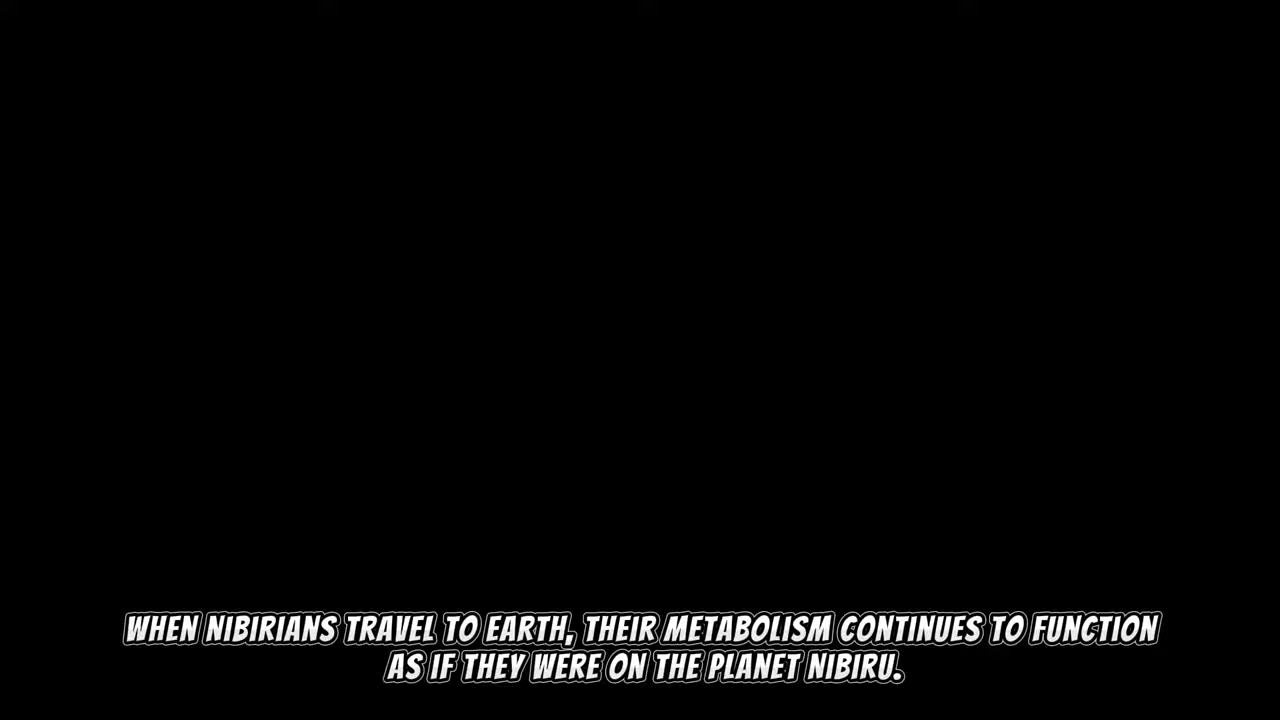 WHEN NIBIRIANS TRAVEL TO EARTH, THEIR METABOLISM CONTINUES TO FUNCTION
AS IF THEY WERE ON THE PLANET NIBIRU.